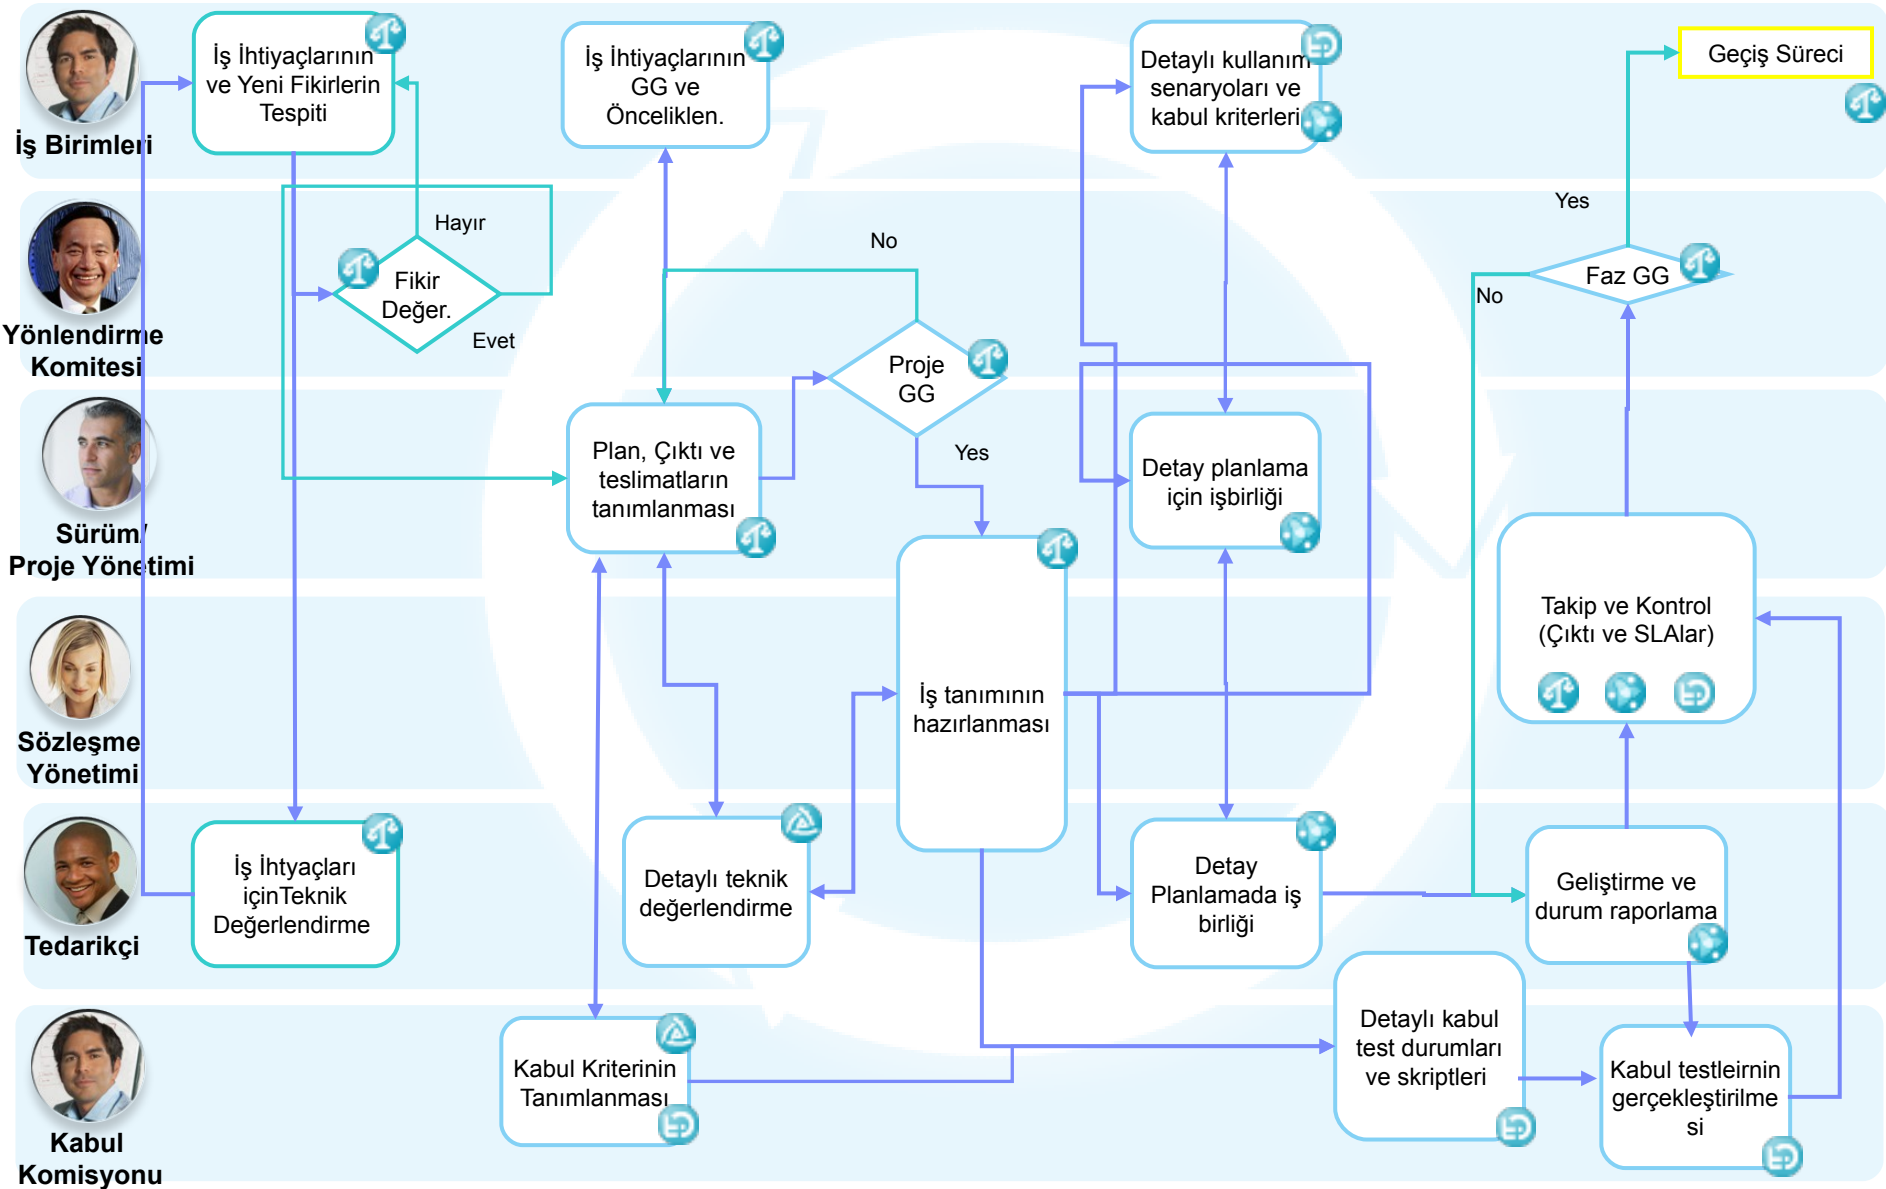 İş İhtiyaçlarının
ve Yeni Fikirlerin
Tespiti
İş İhtiyaçlarının
GG ve
Önceliklen.
Detaylı kullanım
senaryoları ve
kabul kriterleri
Geçiş Süreci
İş Birimleri
Yes
Hayır
No
Fikir
Değer.
Faz GG
No
Evet
Yönlendirme
Komitesi
Proje
GG
Yes
Plan, Çıktı ve
teslimatların
tanımlanması
Detay planlama
için işbirliği
Sürüm/
Proje Yönetimi
Takip ve Kontrol
(Çıktı ve SLAlar)
İş tanımının
hazırlanması
Sözleşme
Yönetimi
İş İhtyaçları
içinTeknik
Değerlendirme
Detaylı teknik
değerlendirme
Detay
Planlamada iş
birliği
Geliştirme ve
durum raporlama
Tedarikçi
Kabul Kriterinin
Tanımlanması
Detaylı kabul
test durumları
ve skriptleri
Kabul testleirnin
gerçekleştirilme
si
Kabul
Komisyonu